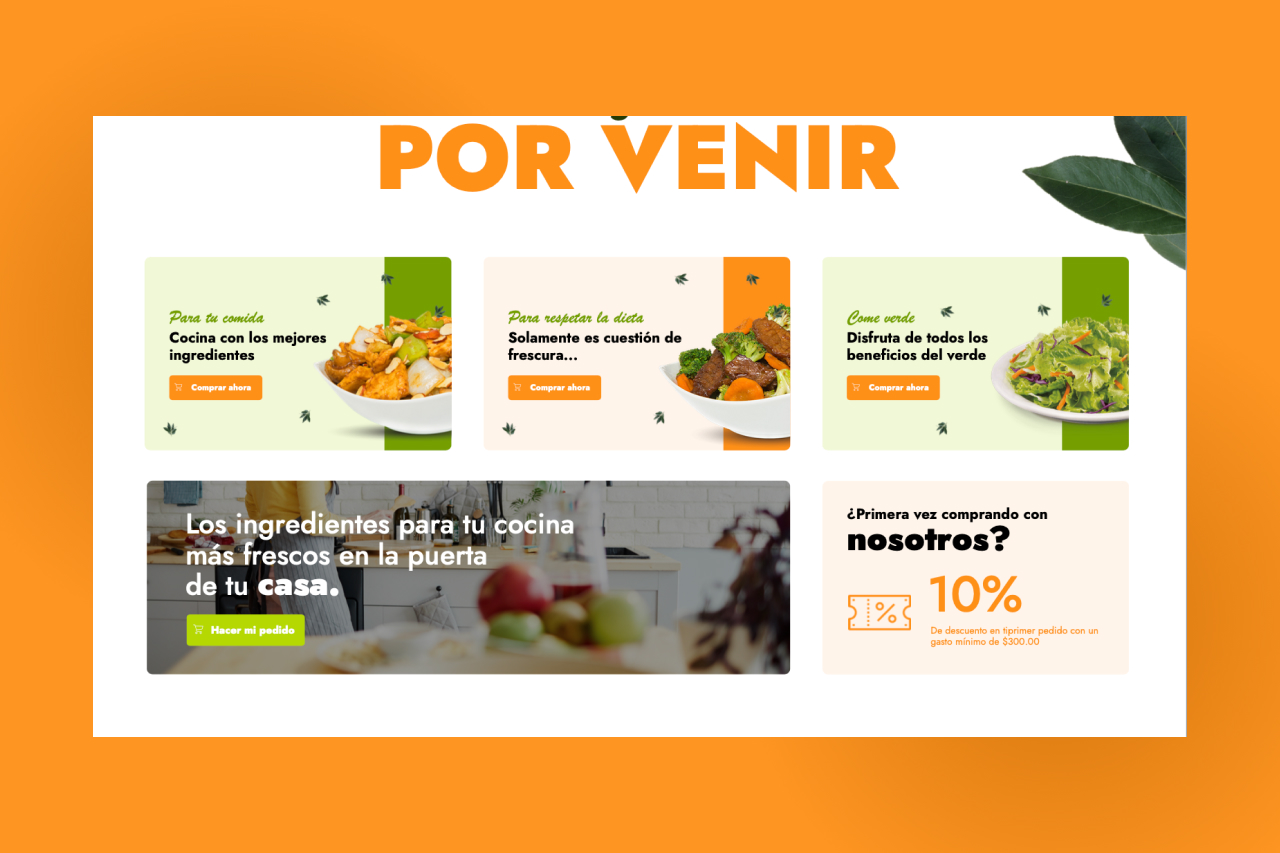 POR VENIR
Para tu comida
Cocina con los mejores
ingredientes
Comprar ahora
Para respetar la dieta
Solamente es cuestión de
frescura...
Comprar ahora
Come verde
Disfruta de todos los
beneficios del verde
Comprar ahora
Los ingredientes para tu cocina
más frescos en la puerta
de tu casa.
Hacer mi pedido
¿Primera vez comprando con
nosotros?
10%
De descuento en tiprimer pedido con un
gasto mínimo de $300.00